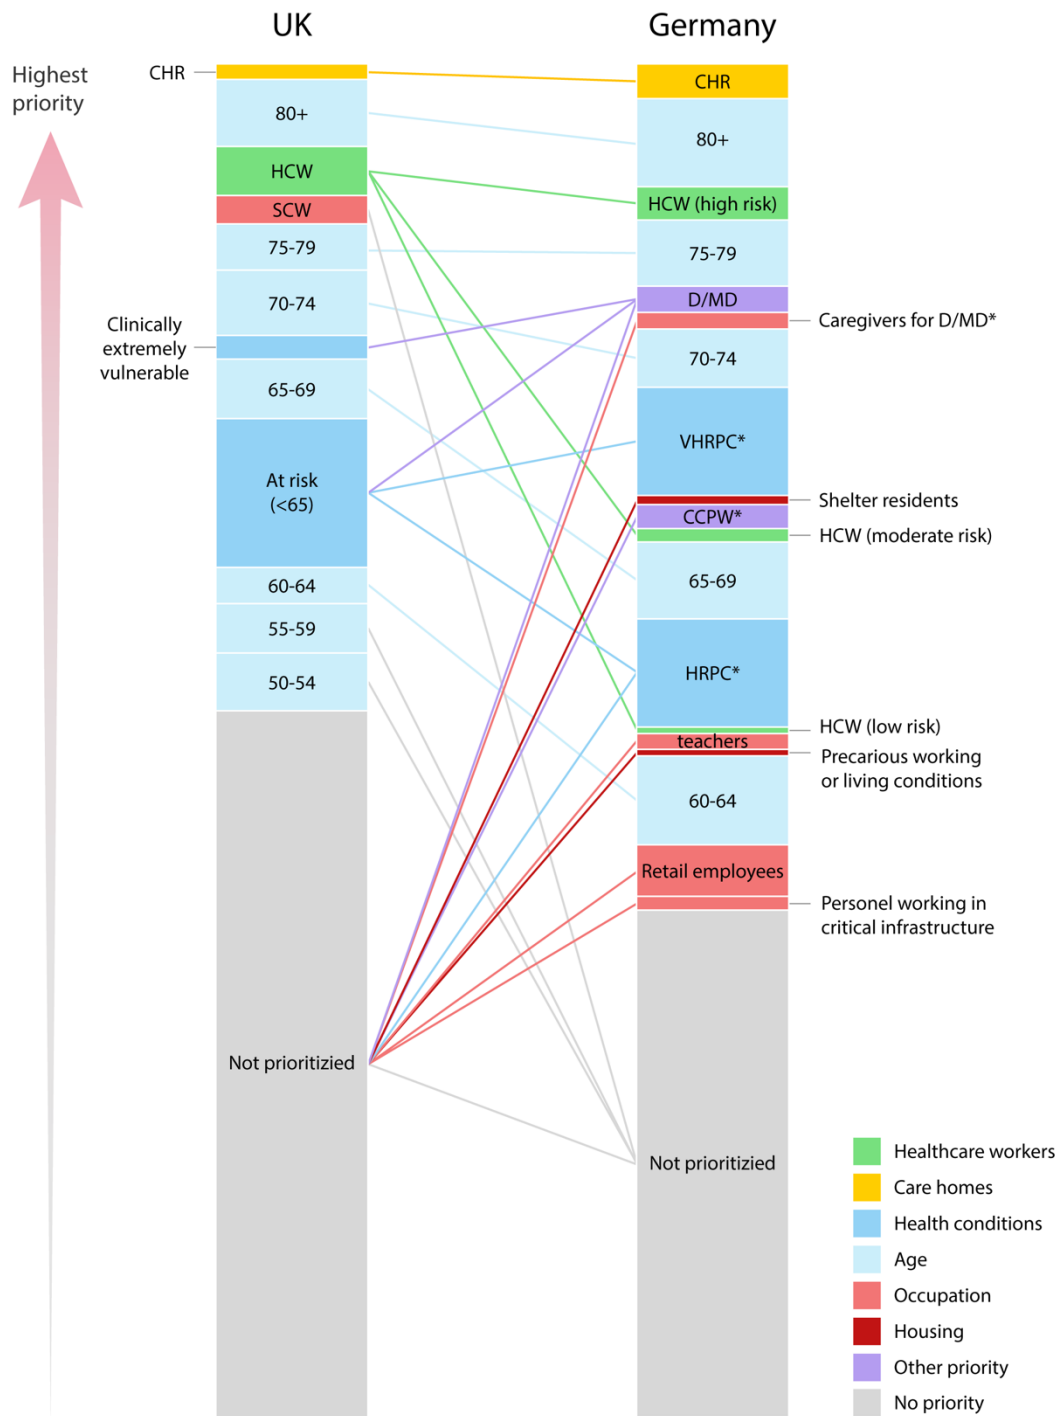 UK
Germany
Highest
priority
CHR
80+
HCW
SCW
75-79
70-74
Clinically
extremely
vulnerable
65-69
At risk
(<65)
60-64
55-59
50-54
Not prioritizied
CHR
80+
HCW (high risk)
75-79
D/MD
Caregivers for D/MD*
70-74
VHRPC*
Shelter residents
CCPW*
HCW (moderate risk)
65-69
HRPC*
HCW (low risk)
teachers
Precarious working
or living conditions
60-64
Retail employees
Personel working in
critical infrastructure
Not prioritizied
Healthcare workers
Care homes
Health conditions
Age
Occupation
Housing
Other priority
No priority